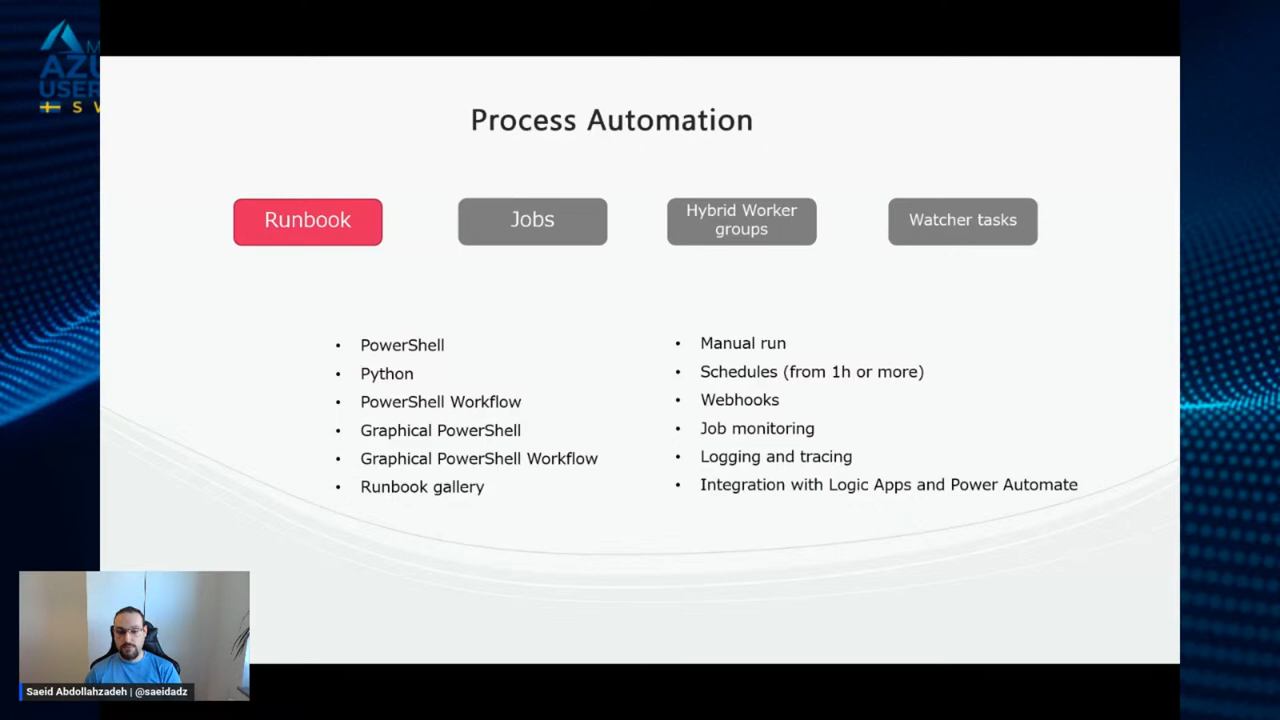 AZU
USER
S
Process Automation
Runbook
Jobs
Hybrid Worker
groups
Watcher tasks
• PowerShell
• Python
• PowerShell Workflow
• Graphical PowerShell
• Graphical PowerShell Workflow
• Runbook gallery
• Manual run
• Schedules (from 1h or more)
• Webhooks
• Job monitoring
• Logging and tracing
• Integration with Logic Apps and Power Automate
Saeid Abdollahzadeh | @saeidadz